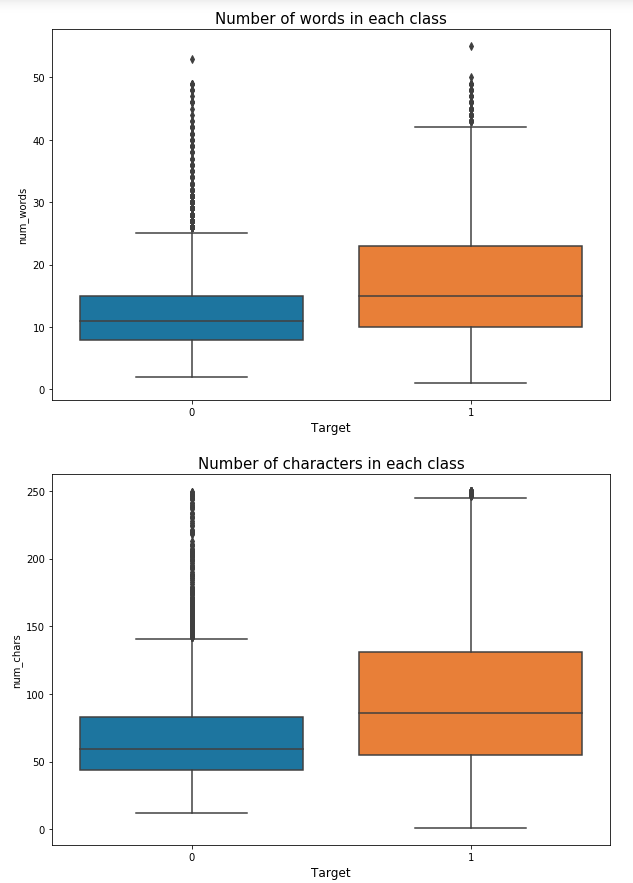 Number of words in each class
50
40
30
20
10
0
num_words
0 1
Target
Number of characters in each class
250
200
150
100
50
0
num_chars
0 1
Target